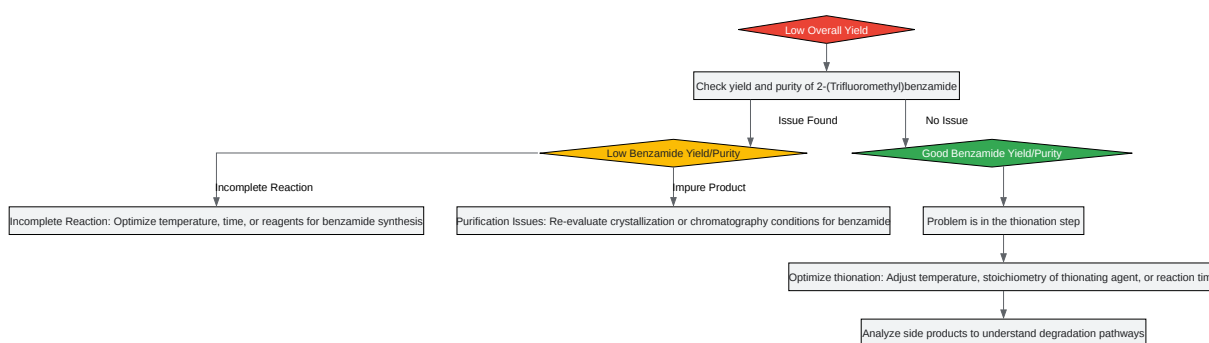 Low Overall Yield
Check yield and purity of 2-(Trifluoromethyl)benzamide
Issue Found
No Issue
Low Benzamide Yield/Purity
Good Benzamide Yield/Purity
Incomplete Reaction
Impure Product
Incomplete Reaction: Optimize temperature, time, or reagents for benzamide synthesis
Purification Issues: Re-evaluate crystallization or chromatography conditions for benzamide
Problem is in the thionation step
Optimize thionation: Adjust temperature, stoichiometry of thionating agent, or reaction
Analyze side products to understand degradation pathways